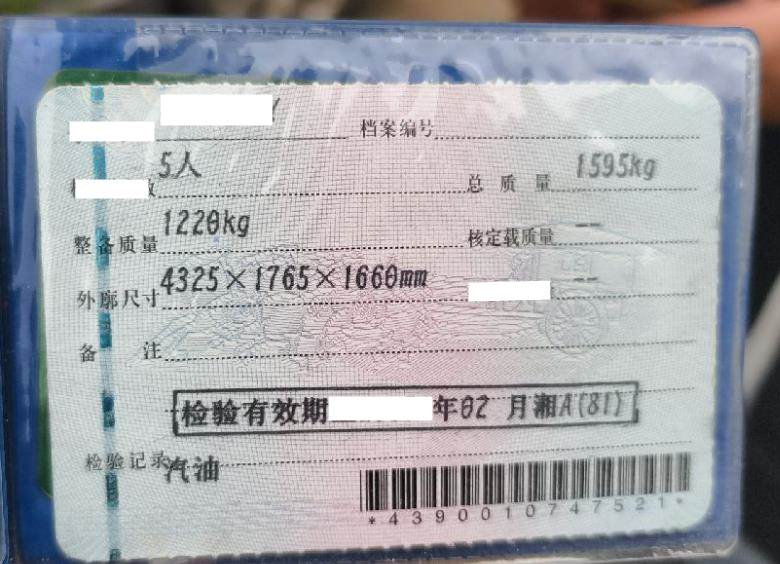 档案编号
5人 总质量 1595kg
整备质量 1220kg 核定载质量 --
外廓尺寸 4325×1765×1660mm --
备注
检验有效期 年02月湘A(81)
检验记录 汽油
*4390010747521*